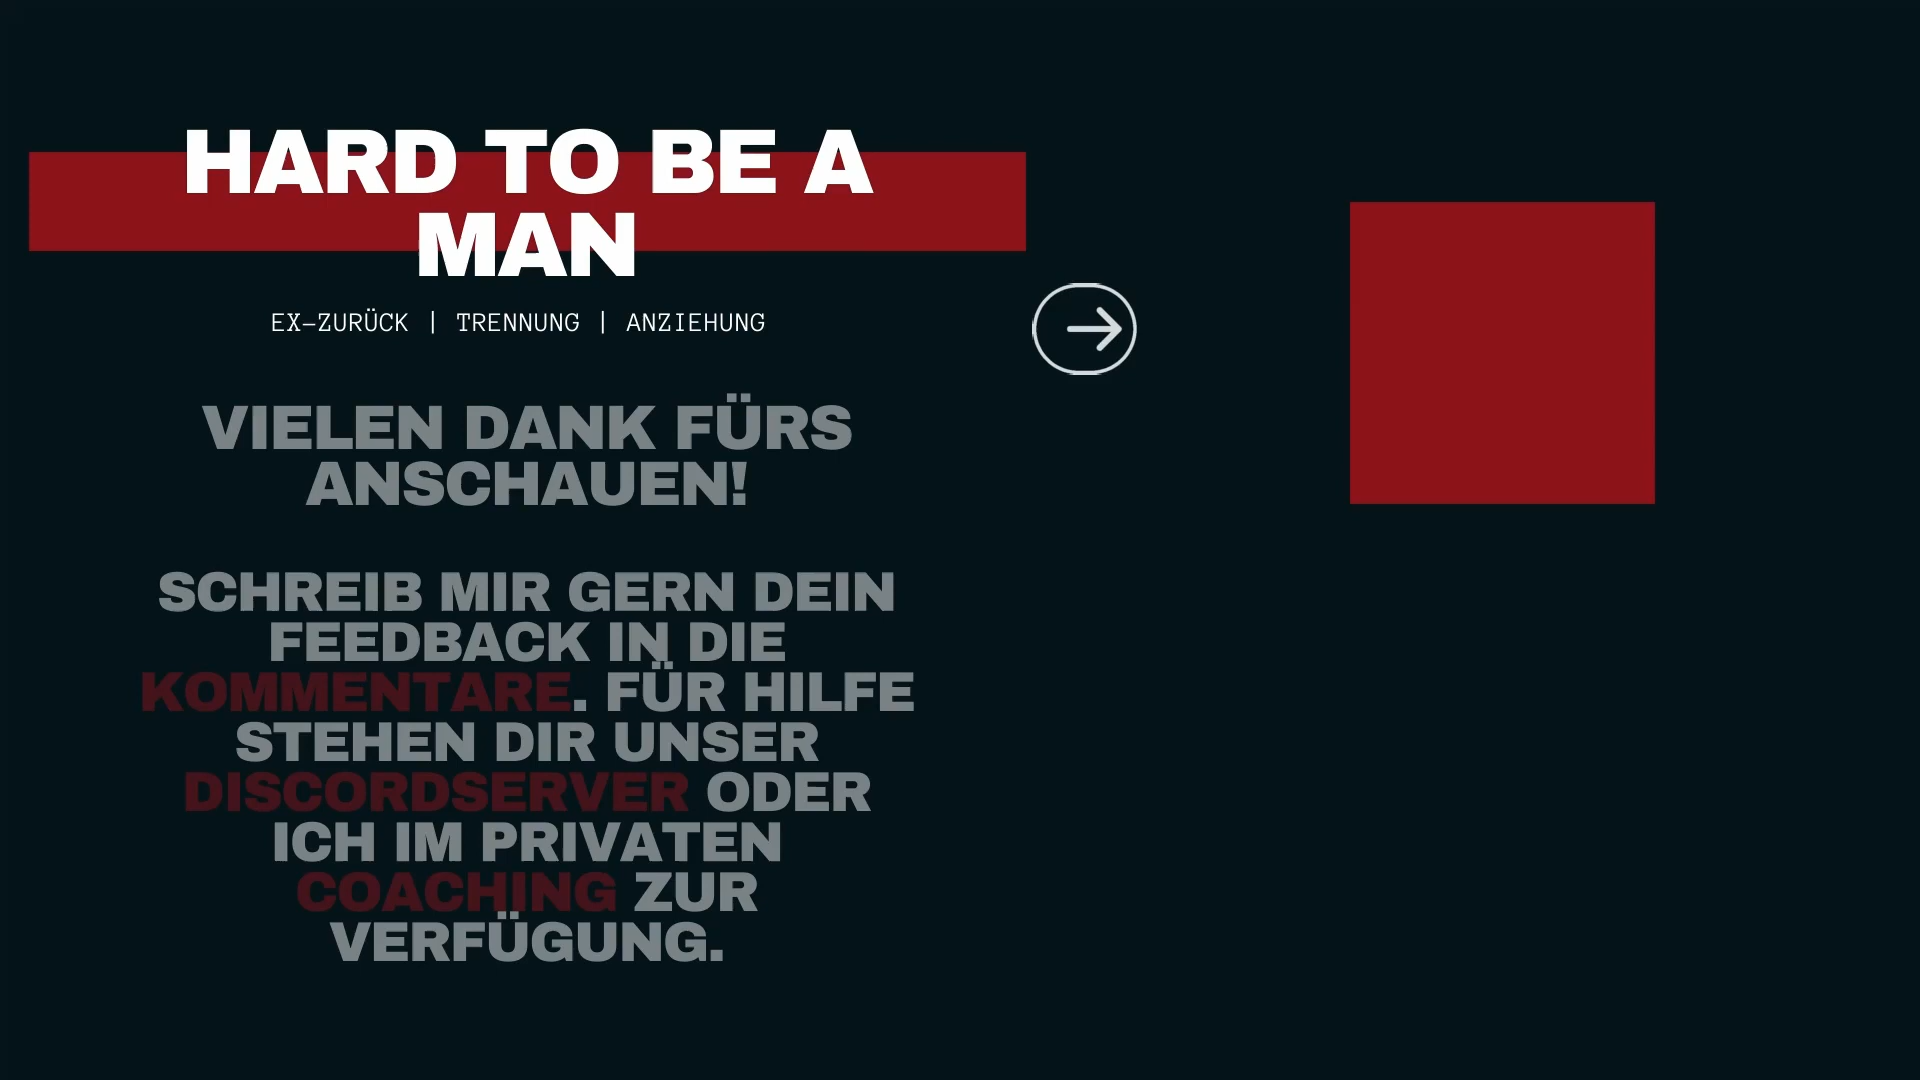 HARD TO BE A
MAN
EX-ZURÜCK | TRENNUNG | ANZIEHUNG
VIELEN DANK FÜRS
ANSCHAUEN!
SCHREIB MIR GERN DEIN
FEEDBACK IN DIE
KOMMENTARE. FÜR HILFE
STEHEN DIR UNSER
DISCORDSERVER ODER
ICH IM PRIVATEN
COACHING ZUR
VERFÜGUNG.